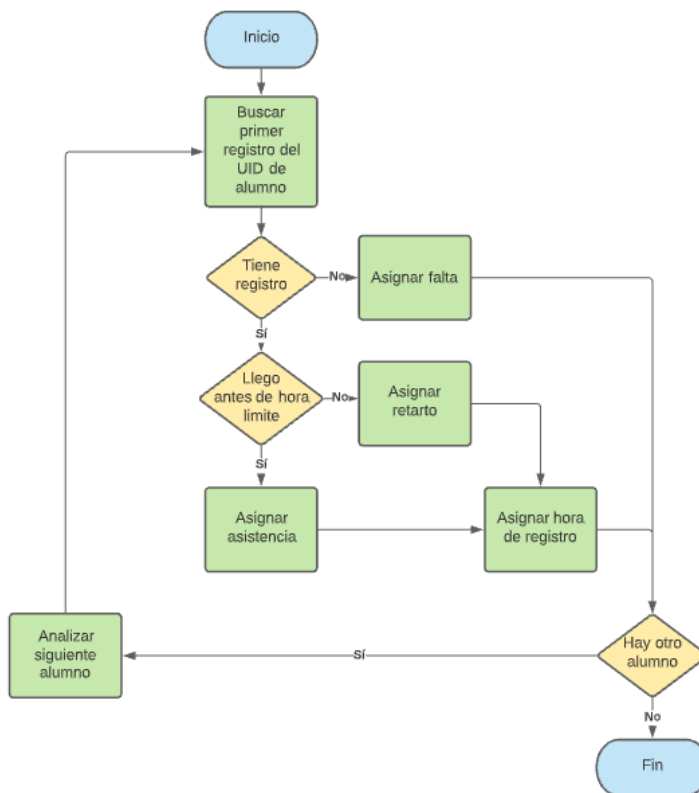 Inicio
Buscar
primer
registro del
UID de
alumno
Tiene
registro
No
Asignar falta
Sí
Llego
antes de hora
limite
No
Asignar
retarto
Sí
Asignar
asistencia
Asignar hora
de registro
Analizar
siguiente
alumno
Sí
Hay otro
alumno
No
Fin